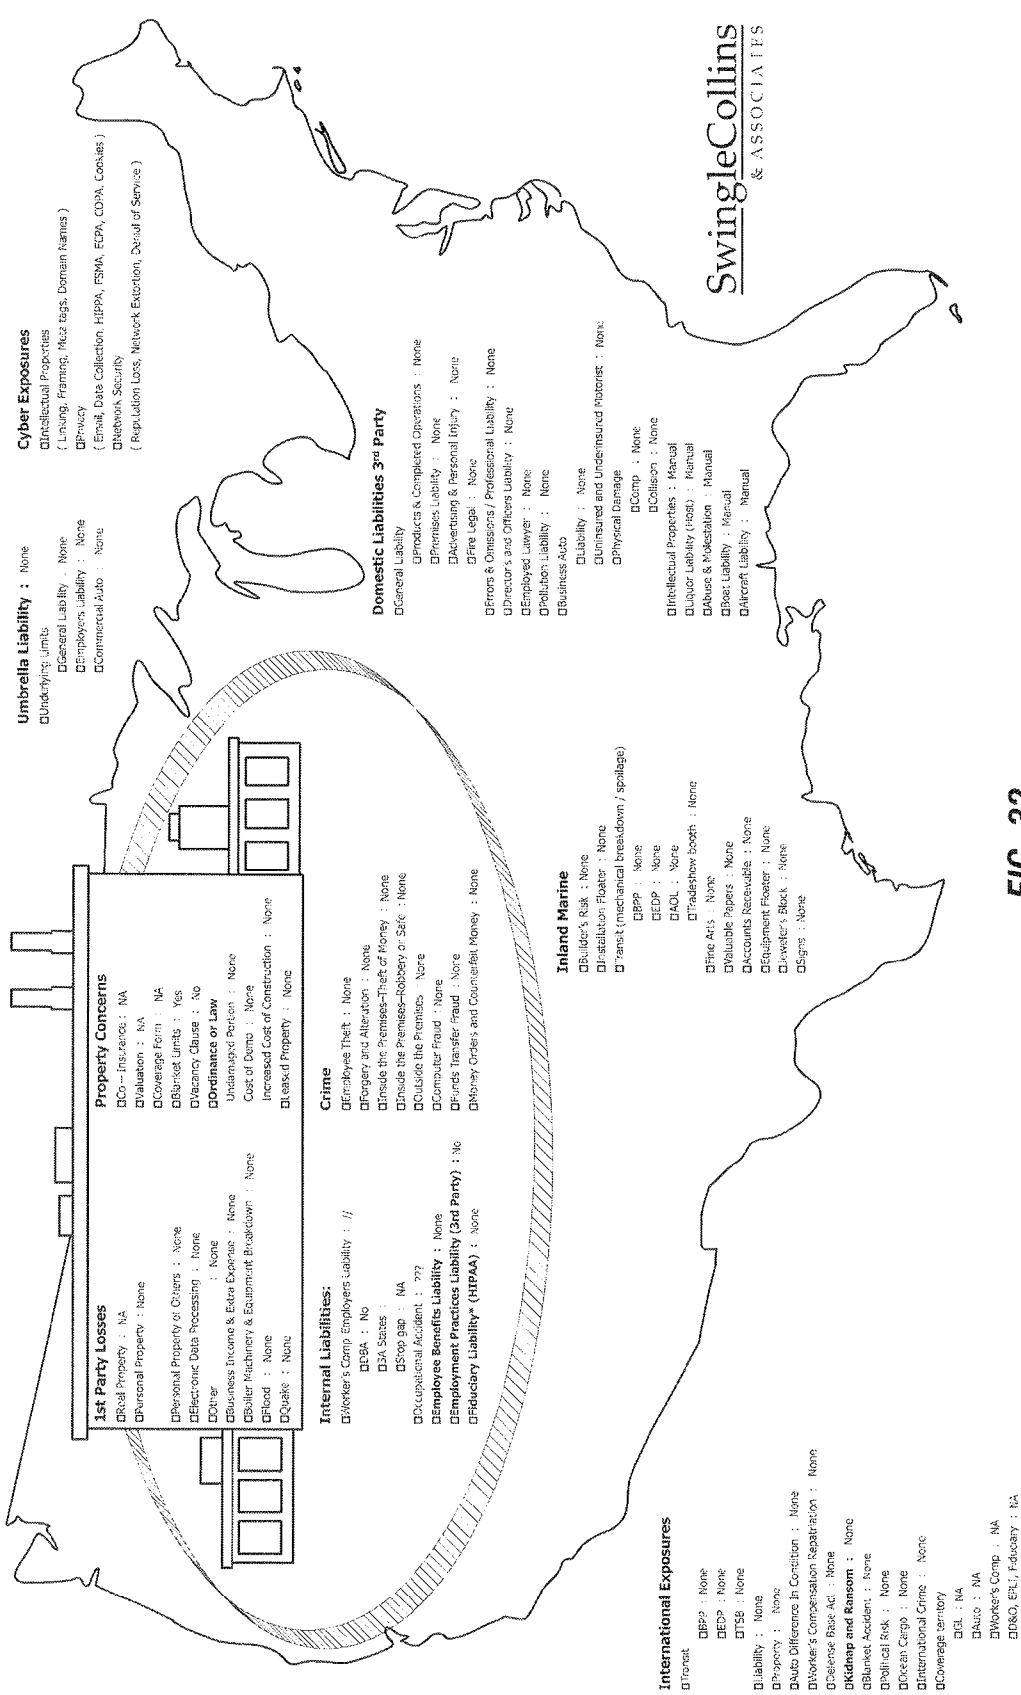 Umbrella Liability : None
☐Underlying Limits
☐General Liability : None
☐Employers Liability : None
☐Commercial Auto : None
Cyber Exposures
☐Intellectual Properties
( Linking, Framing, Meta tags, Domain Names )
☐Privacy
( Email, Data Collection, HIPPA, FSMA, ECPA, COPA, Cookies )
☐Network Security
( Reputation Loss, Network Extortion, Denial of Service )
1st Party Losses
☐Real Property : NA
☐Personal Property : None
☐Personal Property of Others : None
☐Electronic Data Processing : None
☐Other : None
☐Business Income & Extra Expense : None
☐Boiler Machinery & Equipment Breakdown : None
☐Flood : None
☐Quake : None
Property Concerns
☐Co – Insurance : NA
☐Valuation : NA
☐Coverage Form : NA
☐Blanket Limits : Yes
☐Vacancy Clause : No
☐Ordinance or Law
Undamaged Portion : None
Cost of Demo : None
Increased Cost of Construction : None
☐Leased Property : None
Internal Liabilities:
☐Worker's Comp Employers Liability : //
☐DBA : No
☐3A States :
☐Stop gap : NA
☐Occupational Accident : ???
☐Employee Benefits Liability : None
☐Employment Practices Liability (3rd Party) : No
☐Fiduciary Liability* (HIPAA) : None
Crime
☐Employee Theft : None
☐Forgery and Alteration : None
☐Inside the Premises–Theft of Money : None
☐Inside the Premises–Robbery or Safe : None
☐Outside the Premises : None
☐Computer Fraud : None
☐Funds Transfer Fraud : None
☐Money Orders and Counterfeit Money : None
Domestic Liabilities 3rd Party
☐General Liability
☐Products & Completed Operations : None
☐Premises Liability : None
☐Advertising & Personal Injury : None
☐Fire Legal : None
☐Errors & Omissions / Professional Liability : None
☐Director's and Officers Liability : None
☐Employed Lawyer : None
☐Pollution Liability : None
☐Business Auto
☐Liability : None
☐Uninsured and Underinsured Motorist : None
☐Physical Damage
☐Comp : None
☐Collision : None
☐Intellectual Properties : Manual
☐Liquor Liability (Host) : Manual
☐Abuse & Molestation : Manual
☐Boat Liability : Manual
☐Aircraft Liability : Manual
Inland Marine
☐Builder's Risk : None
☐Installation Floater : None
☐Transit (mechanical breakdown / spoilage)
☐BPP : None
☐EDP : None
☐AOL : None
☐Tradeshow booth : None
☐Fine Arts : None
☐Valuable Papers : None
☐Accounts Receivable : None
☐Equipment Floater : None
☐Jeweler's Block : None
☐Signs : None
International Exposures
☐Transit
☐BPP : None
☐EDP : None
☐TSB : None
☐Liability : None
☐Property : None
☐Auto Difference In Condition : None
☐Worker's Compensation Repatriation : None
☐Defense Base Act : None
☐Kidnap and Ransom : None
☐Blanket Accident : None
☐Political Risk : None
☐Ocean Cargo : None
☐International Crime : None
☐Coverage territory
☐GL : NA
☐Auto : NA
☐Worker's Comp : NA
☐D&O, EPLI, Fiduciary : NA
SwingleCollins
& ASSOCIATES